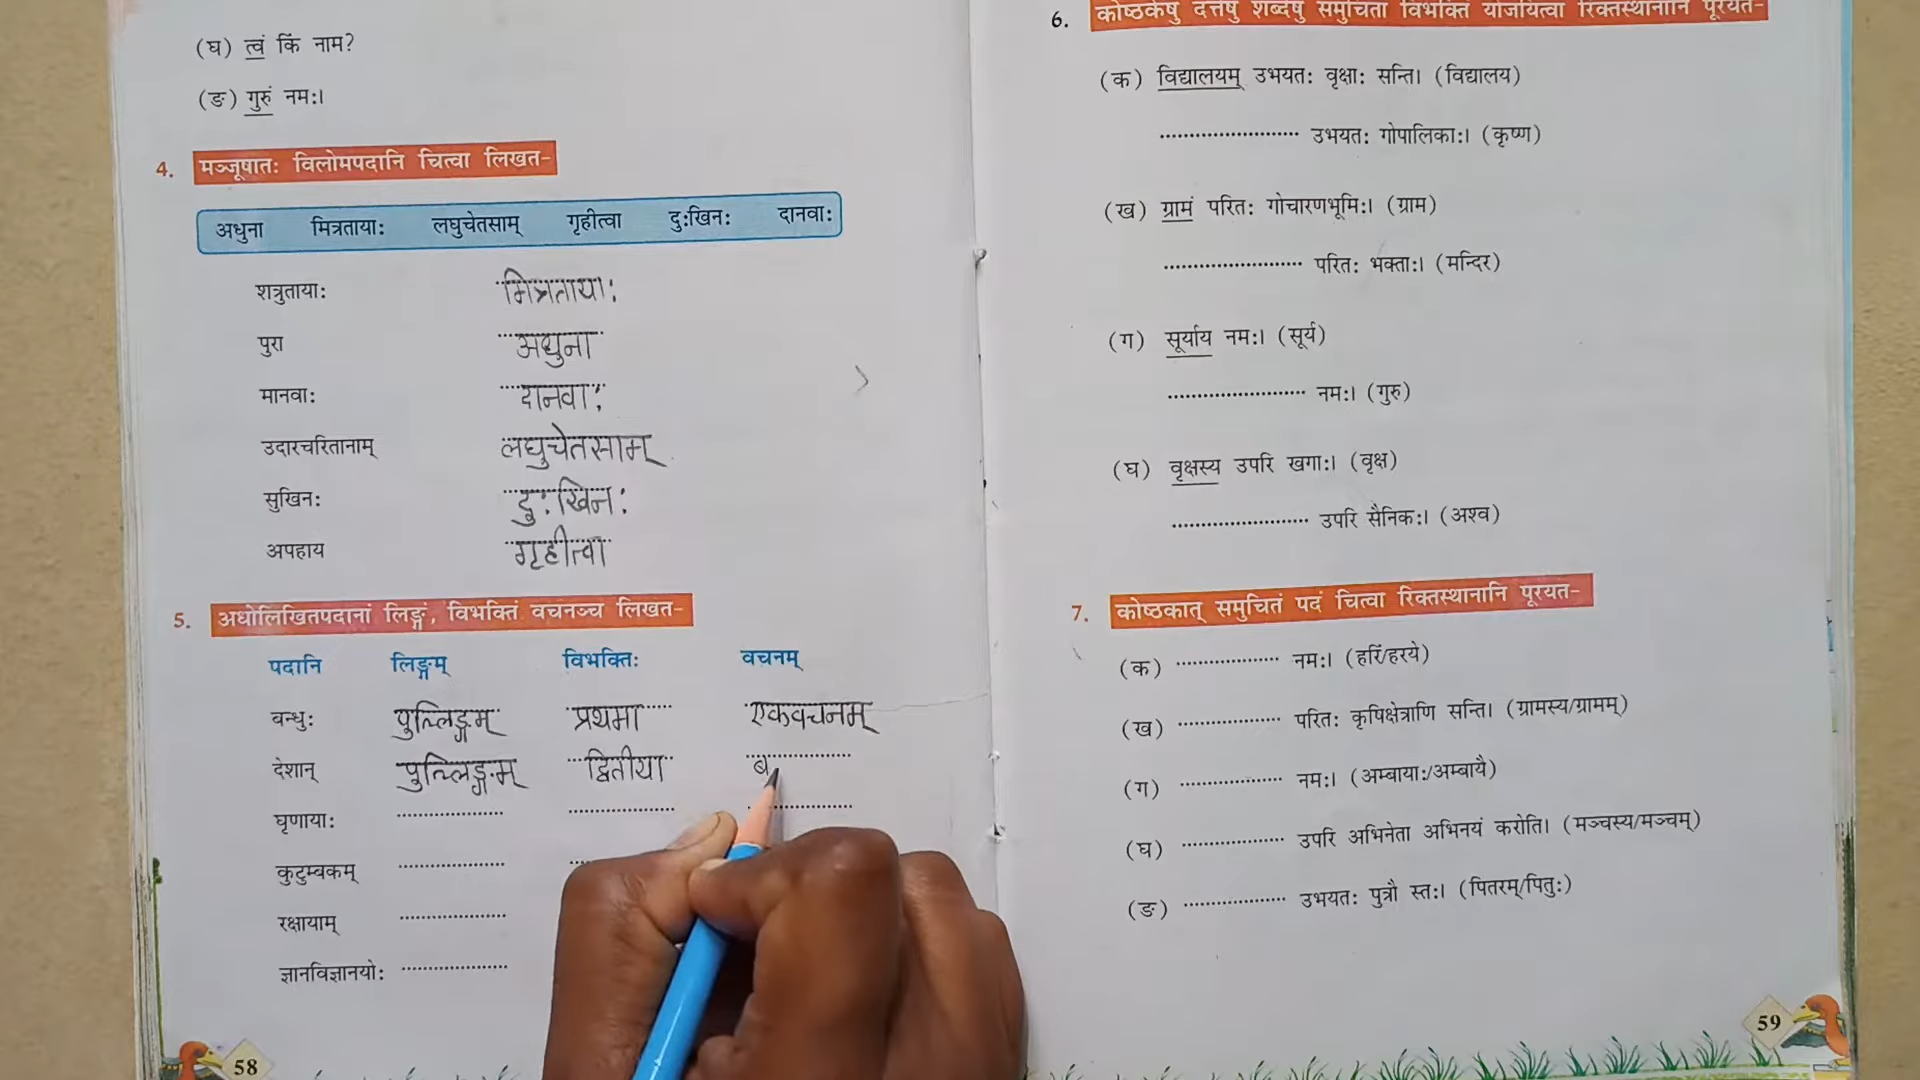 (घ) त्वं किं नाम?
(ङ) गुरुं नमः।
4. मञ्जूषातः विलोमपदानि चित्वा लिखत-
अधुना मित्रतायाः लघुचेतसाम् गृहीत्वा दुःखिनः दानवाः
शत्रुतायाः मित्रतायाः
पुरा अधुना
मानवाः दानवाः
उदारचरितानाम् लघुचेतसाम्
सुखिनः दुःखिनः
अपहाय गृहीत्वा
5. अधोलिखितपदानां लिङ्गं, विभक्तिं वचनञ्च लिखत-
पदानि लिङ्गम् विभक्तिः वचनम्
बन्धुः पुल्लिङ्गम् प्रथमा एकवचनम्
देशान् पुल्लिङ्गम् द्वितीया ब
घृणायाः ........................ ........................ ........................
कुटुम्बकम् ........................
रक्षायाम् ........................
ज्ञानविज्ञानयोः ........................
58
6. कोष्ठकेषु दत्तेषु शब्देषु समुचितां विभक्तिं योजयित्वा रिक्तस्थानानि पूरयत-
(क) विद्यालयम् उभयतः वृक्षाः सन्ति। (विद्यालय)
........................ उभयतः गोपालिकाः। (कृष्ण)
(ख) ग्रामं परितः गोचारणभूमिः। (ग्राम)
........................ परितः भक्ताः। (मन्दिर)
(ग) सूर्याय नमः। (सूर्य)
........................ नमः। (गुरु)
(घ) वृक्षस्य उपरि खगाः। (वृक्ष)
........................ उपरि सैनिकः। (अश्व)
7. कोष्ठकात् समुचितं पदं चित्वा रिक्तस्थानानि पूरयत-
(क) .................... नमः। (हरिं/हरये)
(ख) .................... परितः कृषिक्षेत्राणि सन्ति। (ग्रामस्य/ग्रामम्)
(ग) .................... नमः। (अम्बायाः/अम्बायै)
(घ) .................... उपरि अभिनेता अभिनयं करोति। (मञ्चस्य/मञ्चम्)
(ङ) .................... उभयतः पुत्रौ स्तः। (पितरम्/पितुः)
59